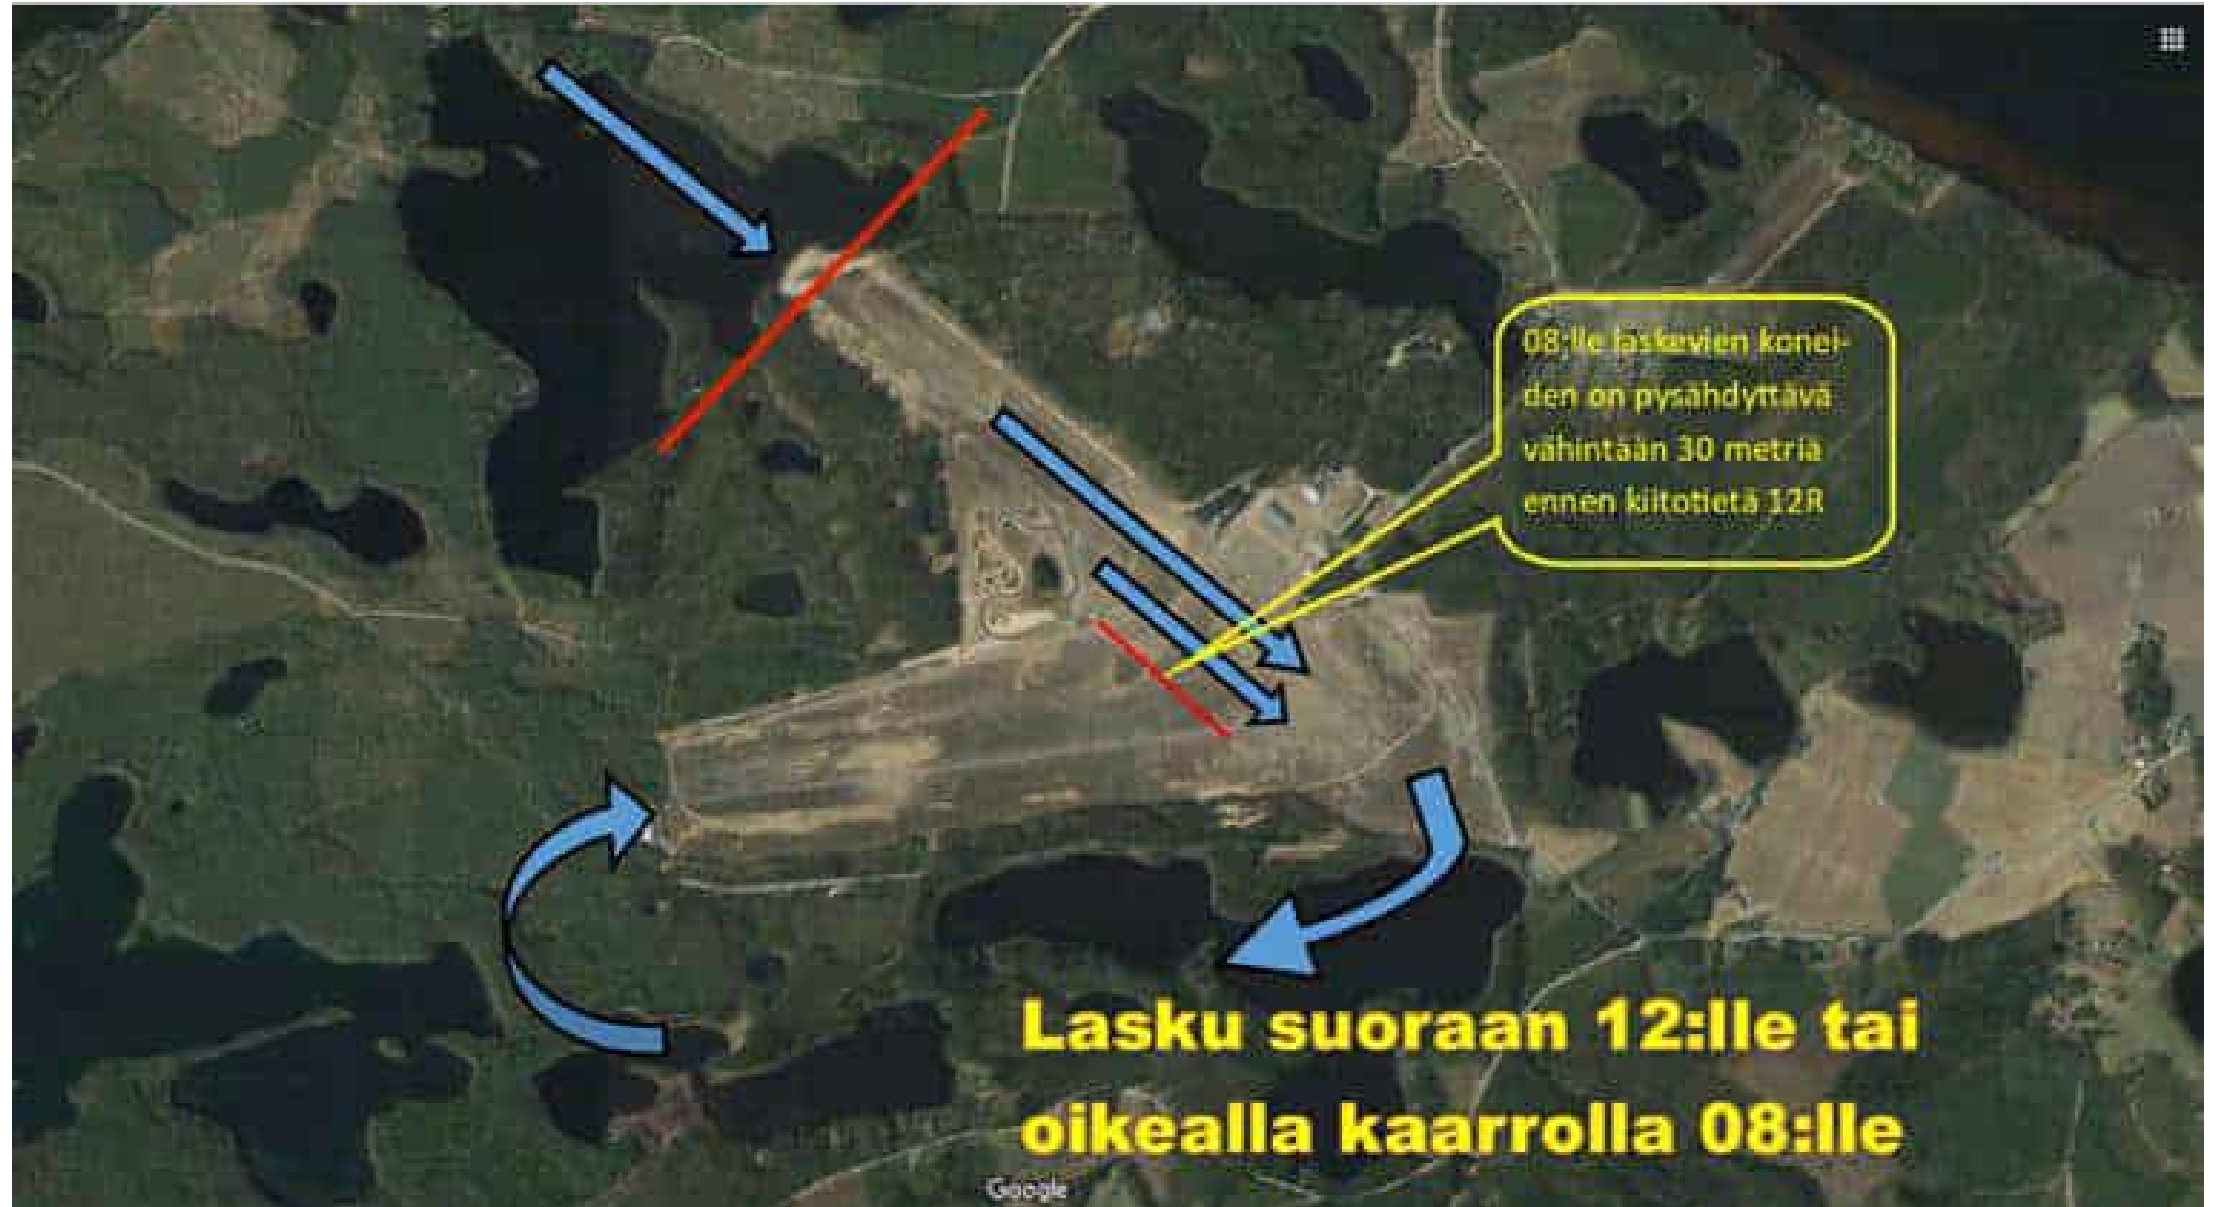 08:lle laskevien konei-
den on pysähdyttävä
vähintään 30 metriä
ennen kiitotietä 12R
Lasku suoraan 12:lle tai
oikealla kaarrolla 08:lle
Google